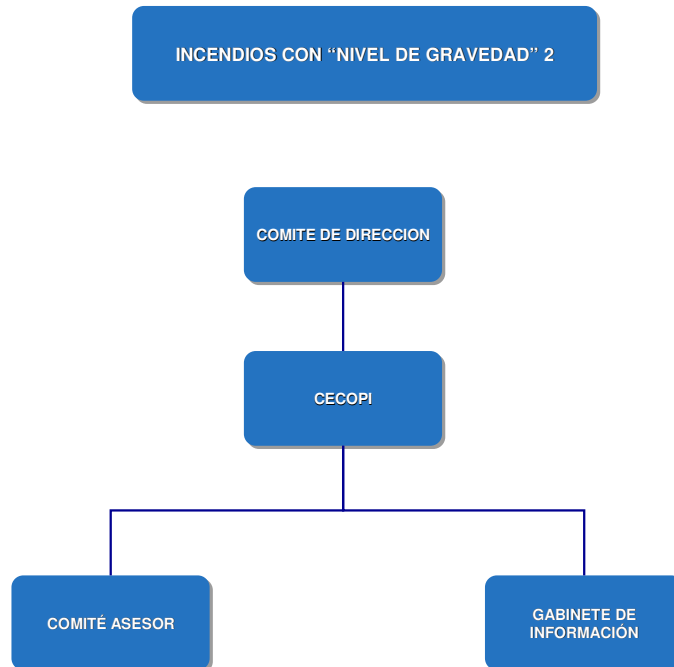 INCENDIOS CON “NIVEL DE GRAVEDAD” 2
COMITE DE DIRECCION
CECOPI
COMITÉ ASESOR
GABINETE DE
INFORMACIÓN